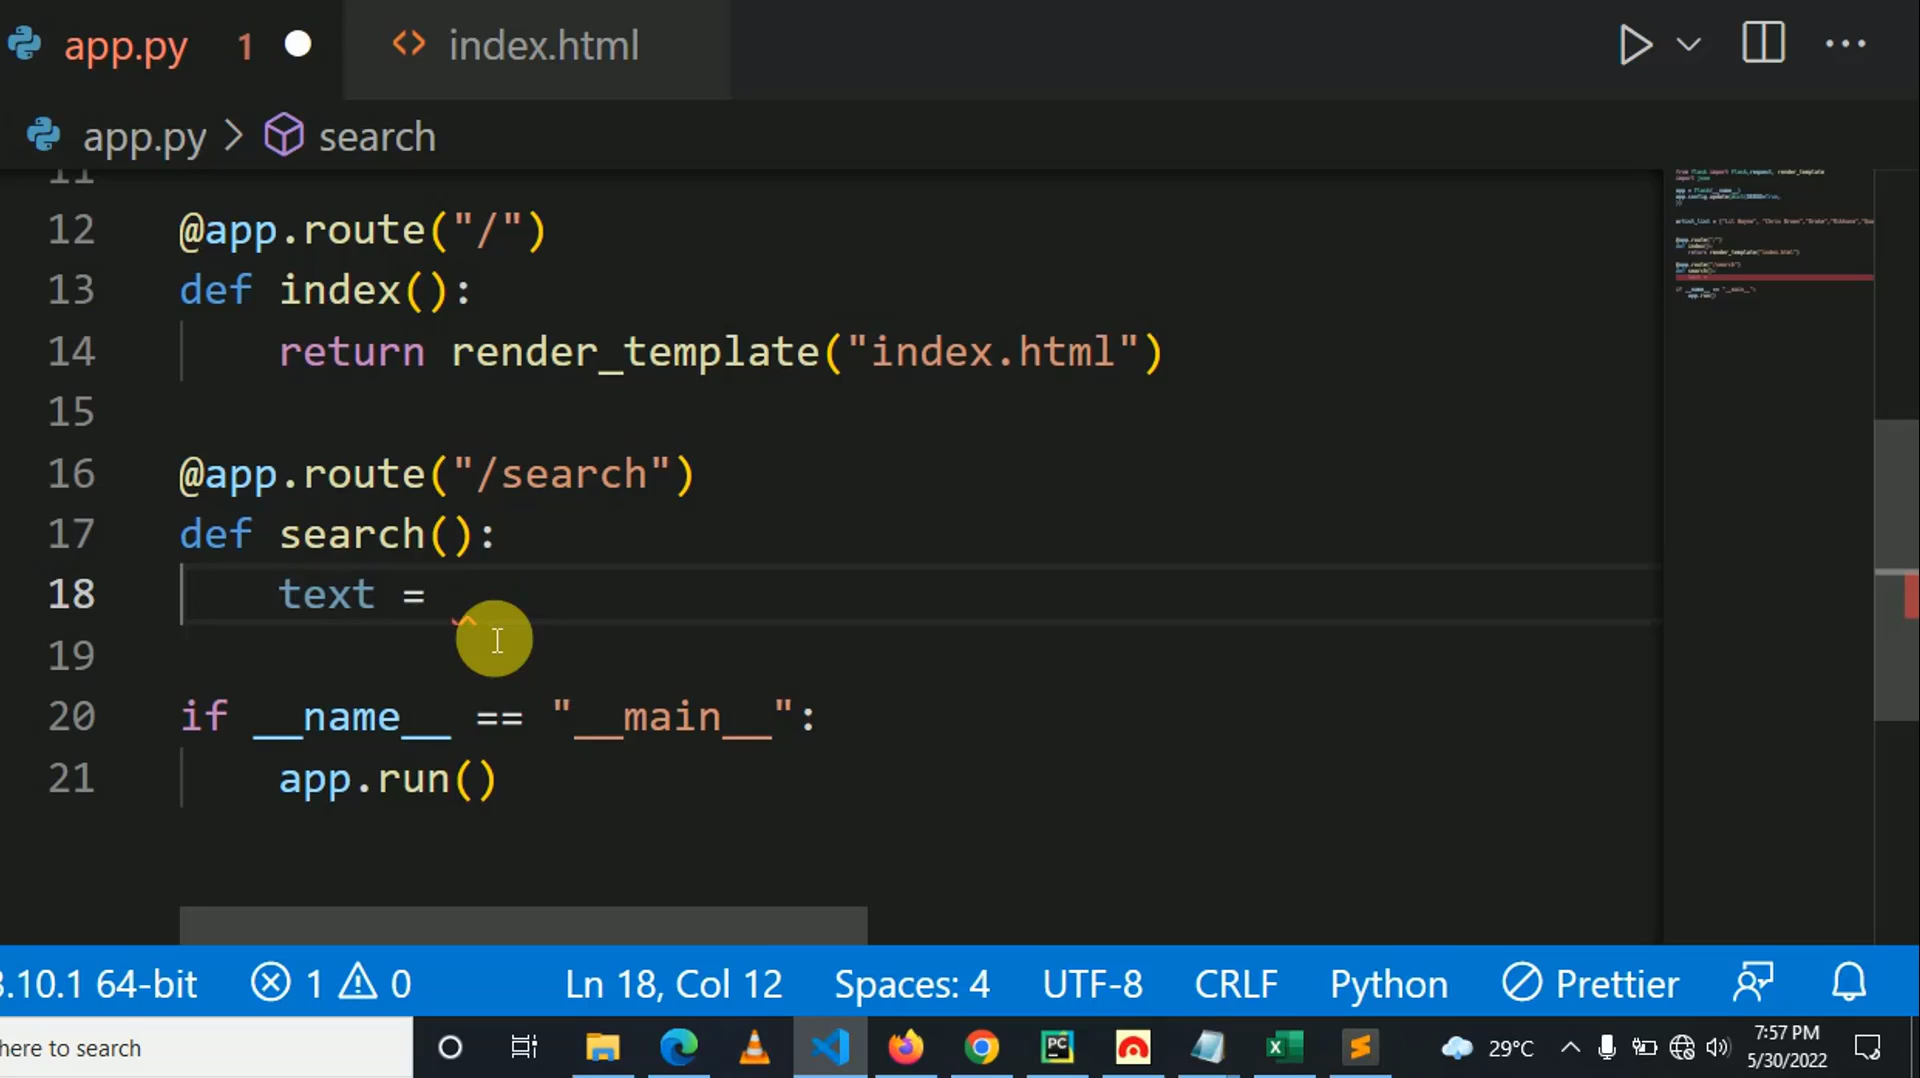 app.py 1 index.html
app.py search
11
12 @app.route("/")
13 def index():
14 return render_template("index.html")
15
16 @app.route("/search")
17 def search():
18 text =
19
20 if __name__ == "__main__":
21 app.run()
3.10.1 64-bit 1 0 Ln 18, Col 12 Spaces: 4 UTF-8 CRLF Python Prettier
here to search 29°C 7:57 PM
5/30/2022